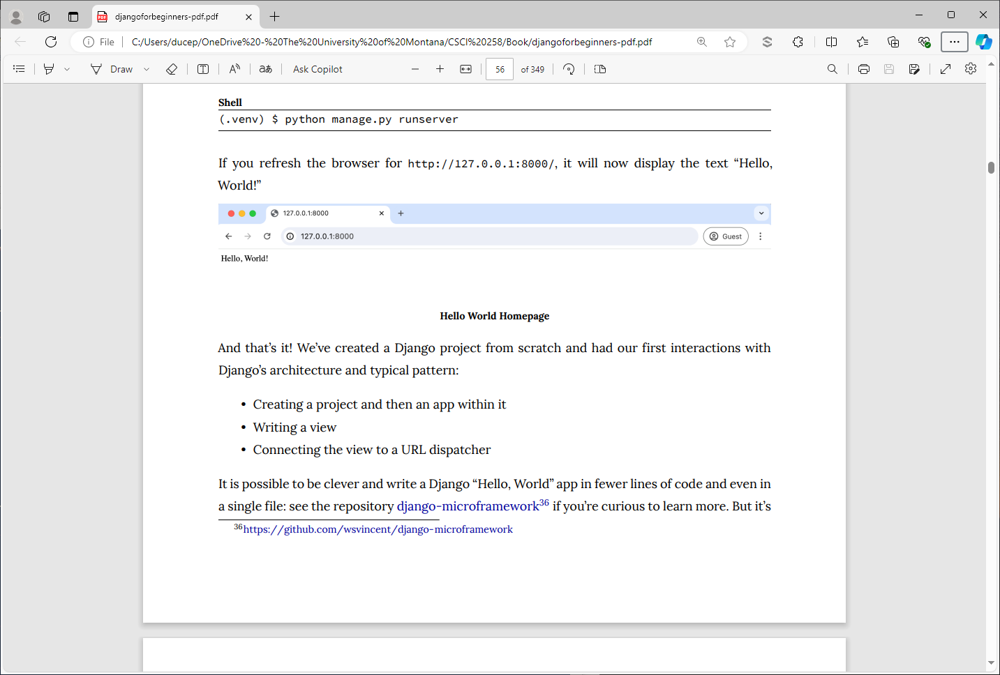 djangoforbeginners-pdf.pdf
File
C:/Users/ducep/OneDrive%20-%20The%20University%20of%20Montana/CSCI%20258/Book/djangoforbeginners-pdf.pdf
Draw
aあ
Ask Copilot
56
of 349
Shell
(.venv) $ python manage.py runserver
If you refresh the browser for http://127.0.0.1:8000/, it will now display the text “Hello,
World!”
127.0.0.1:8000
127.0.0.1:8000
Guest
Hello, World!
Hello World Homepage
And that’s it! We’ve created a Django project from scratch and had our first interactions with
Django’s architecture and typical pattern:
• Creating a project and then an app within it
• Writing a view
• Connecting the view to a URL dispatcher
It is possible to be clever and write a Django “Hello, World” app in fewer lines of code and even in
a single file: see the repository django-microframework36 if you’re curious to learn more. But it’s
36https://github.com/wsvincent/django-microframework